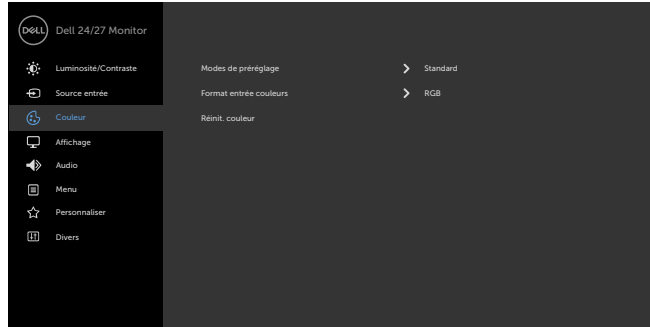 DELL Dell 24/27 Monitor
Luminosité/Contraste Modes de préréglage Standard
Source entrée Format entrée couleurs RGB
Couleur Réinit. couleur
Affichage
Audio
Menu
Personnaliser
Divers